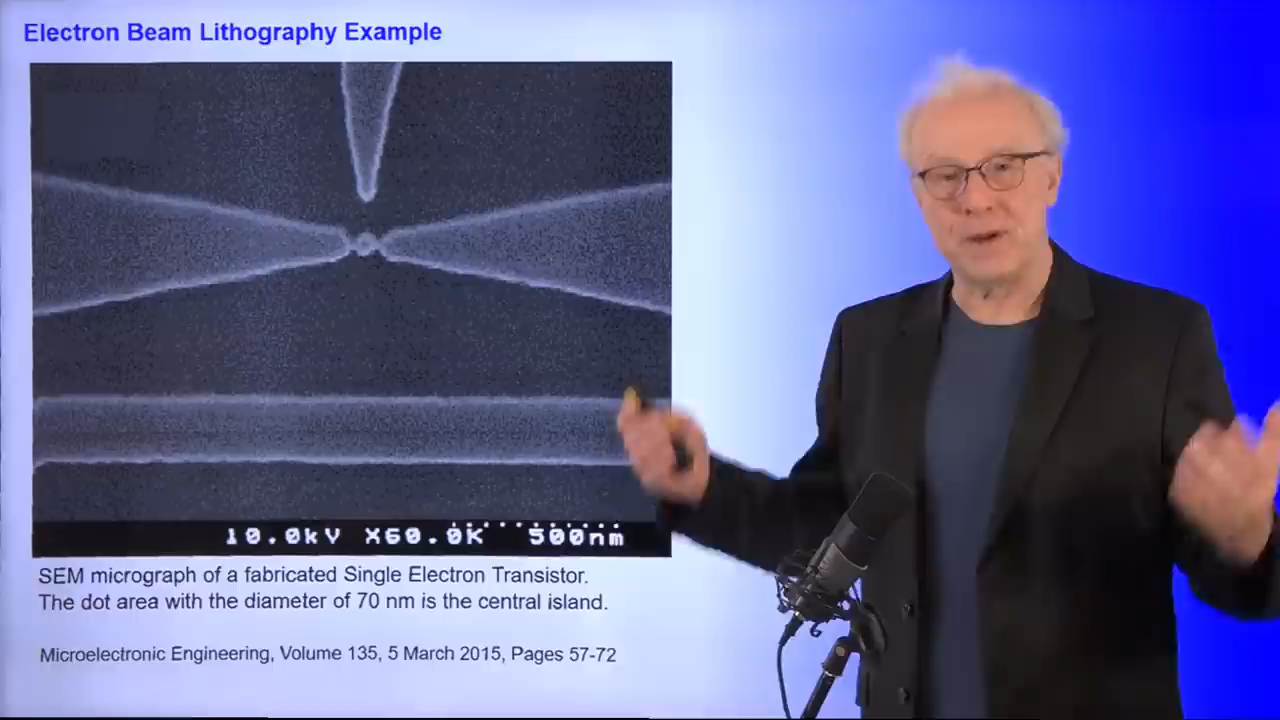 Electron Beam Lithography Example
10.0kV X60.0K 500nm
SEM micrograph of a fabricated Single Electron Transistor.
The dot area with the diameter of 70 nm is the central island.
Microelectronic Engineering, Volume 135, 5 March 2015, Pages 57-72